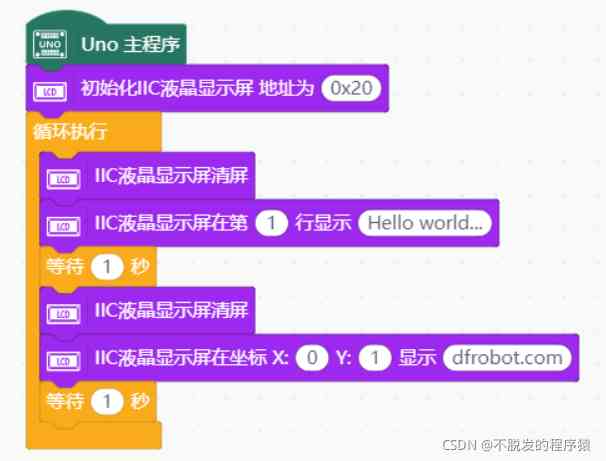 UNO Uno 主程序
LCD 初始化IIC液晶显示屏 地址为 0x20
循环执行
LCD IIC液晶显示屏清屏
LCD IIC液晶显示屏在第 1 行显示 Hello world...
等待 1 秒
LCD IIC液晶显示屏清屏
LCD IIC液晶显示屏在坐标 X: 0 Y: 1 显示 dfrobot.com
等待 1 秒
CSDN @不脱发的程序猿